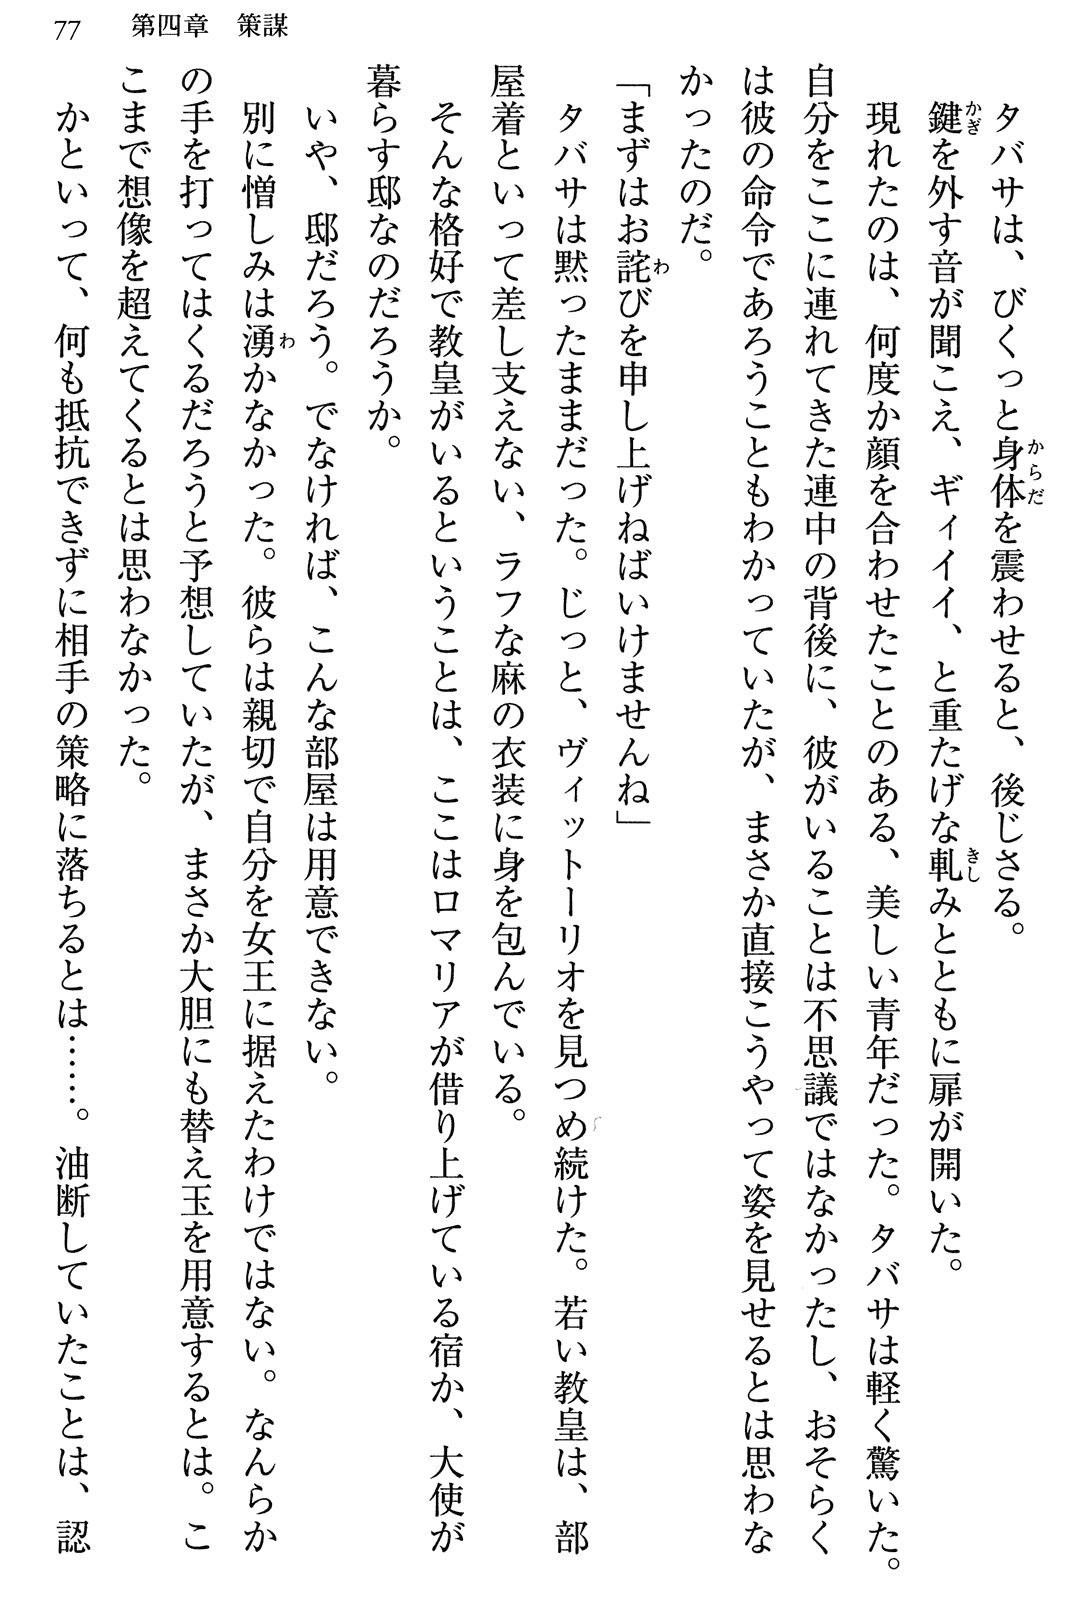 77　第四章　策謀
タバサは、びくっと身体を震わせると、後じさる。
鍵を外す音が聞こえ、ギィイイ、と重たげな軋みとともに扉が開いた。
現れたのは、何度か顔を合わせたことのある、美しい青年だった。タバサは軽く驚いた。
自分をここに連れてきた連中の背後に、彼がいることは不思議ではなかったし、おそらく
は彼の命令であろうこともわかっていたが、まさか直接こうやって姿を見せるとは思わな
かったのだ。
「まずはお詫びを申し上げねばいけませんね」
タバサは黙ったままだった。じっと、ヴィットーリオを見つめ続けた。若い教皇は、部
屋着といって差し支えない、ラフな麻の衣装に身を包んでいる。
そんな格好で教皇がいるということは、ここはロマリアが借り上げている宿か、大使が
暮らす邸なのだろうか。
いや、邸だろう。でなければ、こんな部屋は用意できない。
別に憎しみは湧かなかった。彼らは親切で自分を女王に据えたわけではない。なんらか
の手を打ってはくるだろうと予想していたが、まさか大胆にも替え玉を用意するとは。こ
こまで想像を超えてくるとは思わなかった。
かといって、何も抵抗できずに相手の策略に落ちるとは……。油断していたことは、認